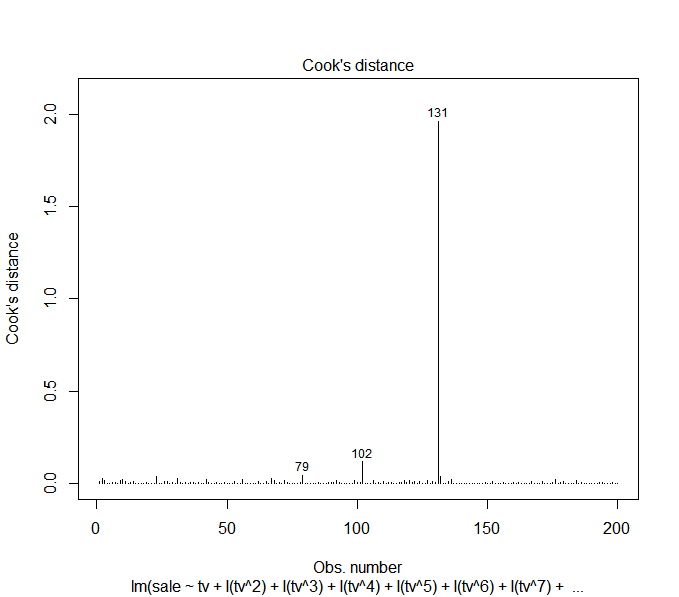 Cook's distance
Cook's distance
2.0
1.5
1.0
0.5
0.0
131
102
79
0 50 100 150 200
Obs. number
lm(sale ~ tv + I(tv^2) + I(tv^3) + I(tv^4) + I(tv^5) + I(tv^6) + I(tv^7) + ...